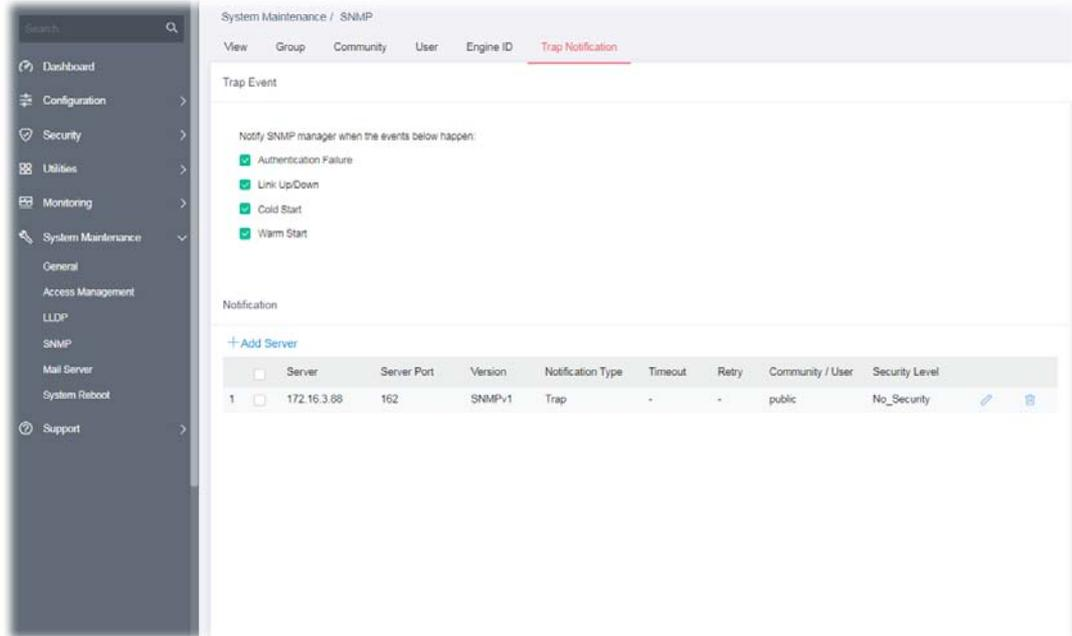 Search
Dashboard
Configuration
Security
Utilities
Monitoring
System Maintenance
General
Access Management
LLDP
SNMP
Mail Server
System Reboot
Support
System Maintenance / SNMP
View Group Community User Engine ID Trap Notification
Trap Event
Notify SNMP manager when the events below happen:
Authentication Failure
Link Up/Down
Cold Start
Warm Start
Notification
+Add Server
Server Server Port Version Notification Type Timeout Retry Community / User Security Level
1 172.16.3.88 162 SNMPv1 Trap - - public No_Security